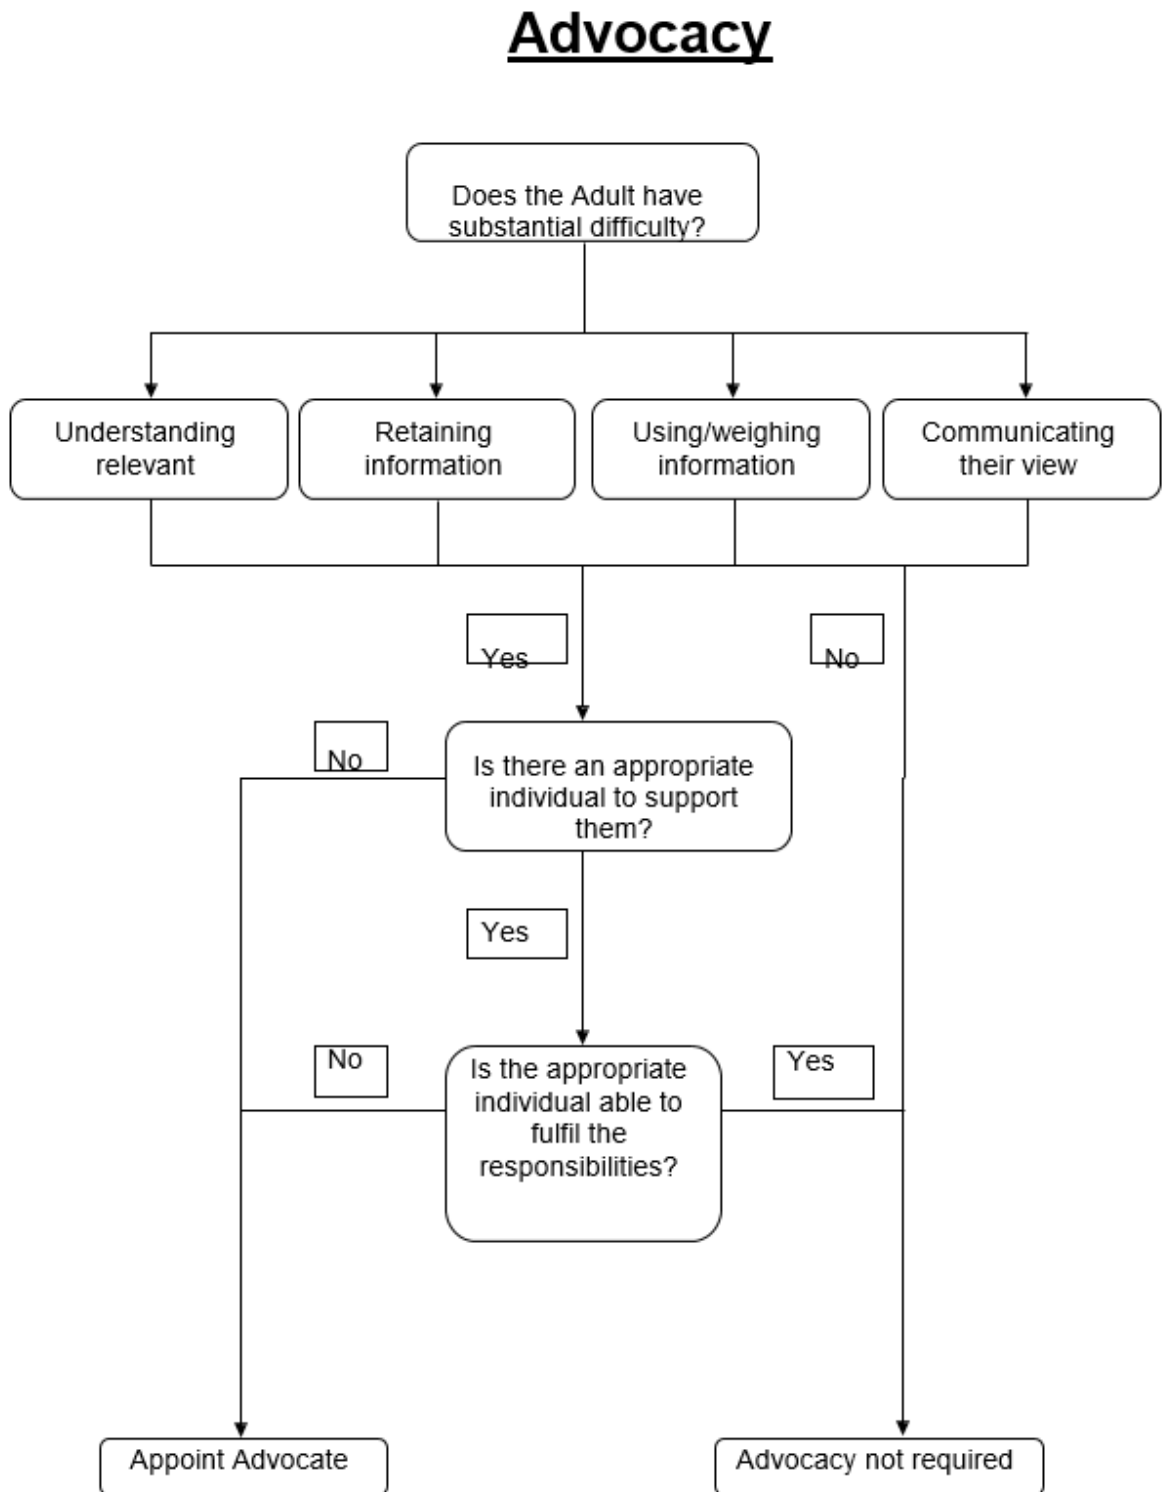 Advocacy
Does the Adult have
substantial difficulty?
Understanding
relevant
Retaining
information
Using/weighing
information
Communicating
their view
Yes
No
No
Is there an appropriate
individual to support
them?
Yes
No
Is the appropriate
individual able to
fulfil the
responsibilities?
Yes
Appoint Advocate
Advocacy not required